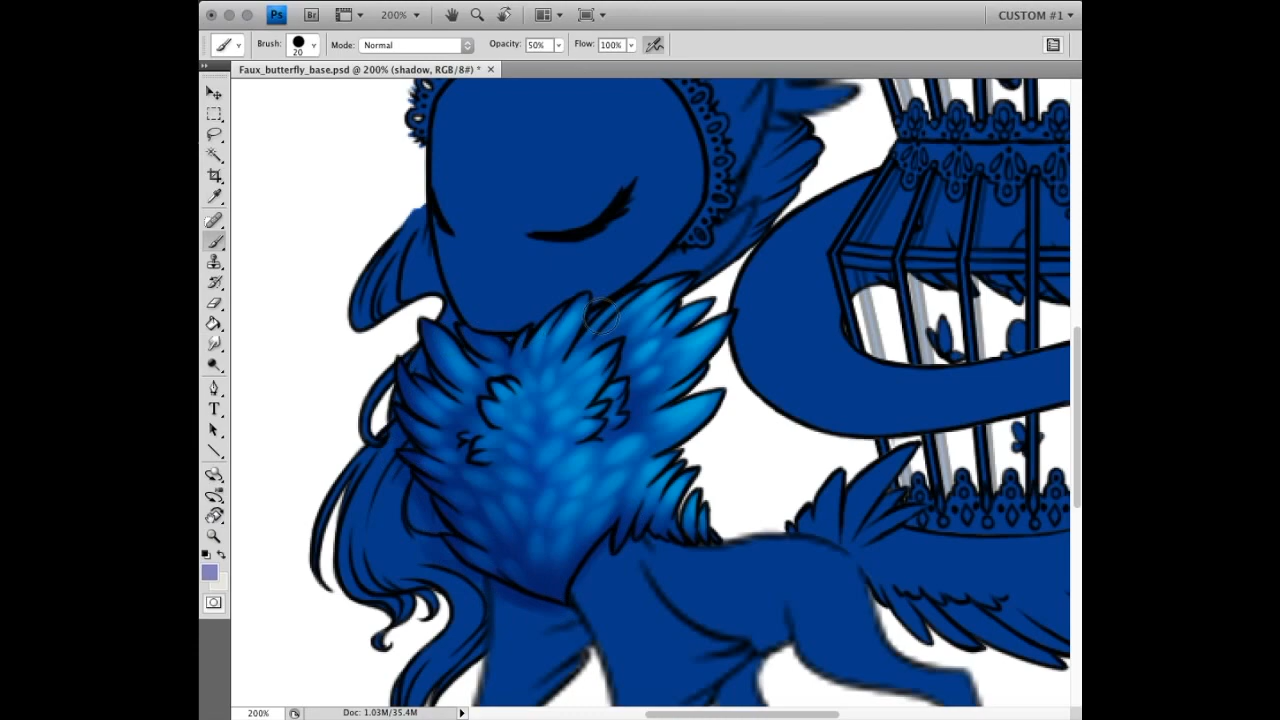 Ps Br 200% CUSTOM #1
Brush: 20 Mode: Normal Opacity: 50% Flow: 100%
Faux_butterfly_base.psd @ 200% (shadow, RGB/8#) *
T
200% Doc: 1.03M/35.4M